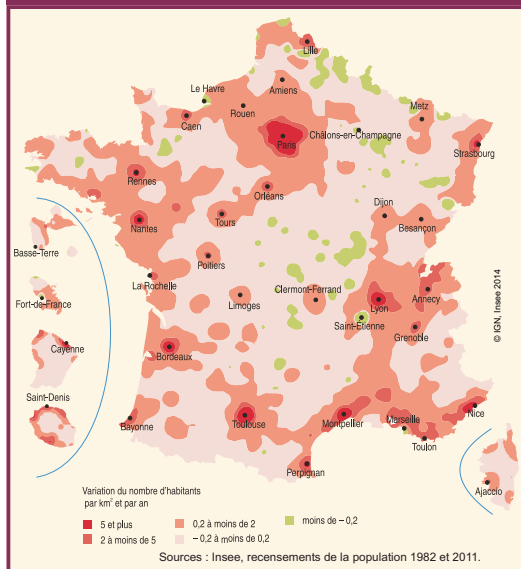 Lille
Le Havre
Amiens
Rouen
Metz
Caen
Châlons-en-Champagne
Paris
Strasbourg
Rennes
Orléans
Nantes
Tours
Dijon
Besançon
Basse-Terre
Poitiers
La Rochelle
Fort-de-France
Limoges
Clermont-Ferrand
Lyon
Annecy
Saint-Étienne
Grenoble
Cayenne
Bordeaux
Saint-Denis
Bayonne
Toulouse
Montpellier
Marseille
Nice
Toulon
Perpignan
Ajaccio
© IGN, Insee 2014
Variation du nombre d'habitants
par km² et par an
5 et plus
0,2 à moins de 2
moins de – 0,2
2 à moins de 5
– 0,2 à moins de 0,2
Sources : Insee, recensements de la population 1982 et 2011.